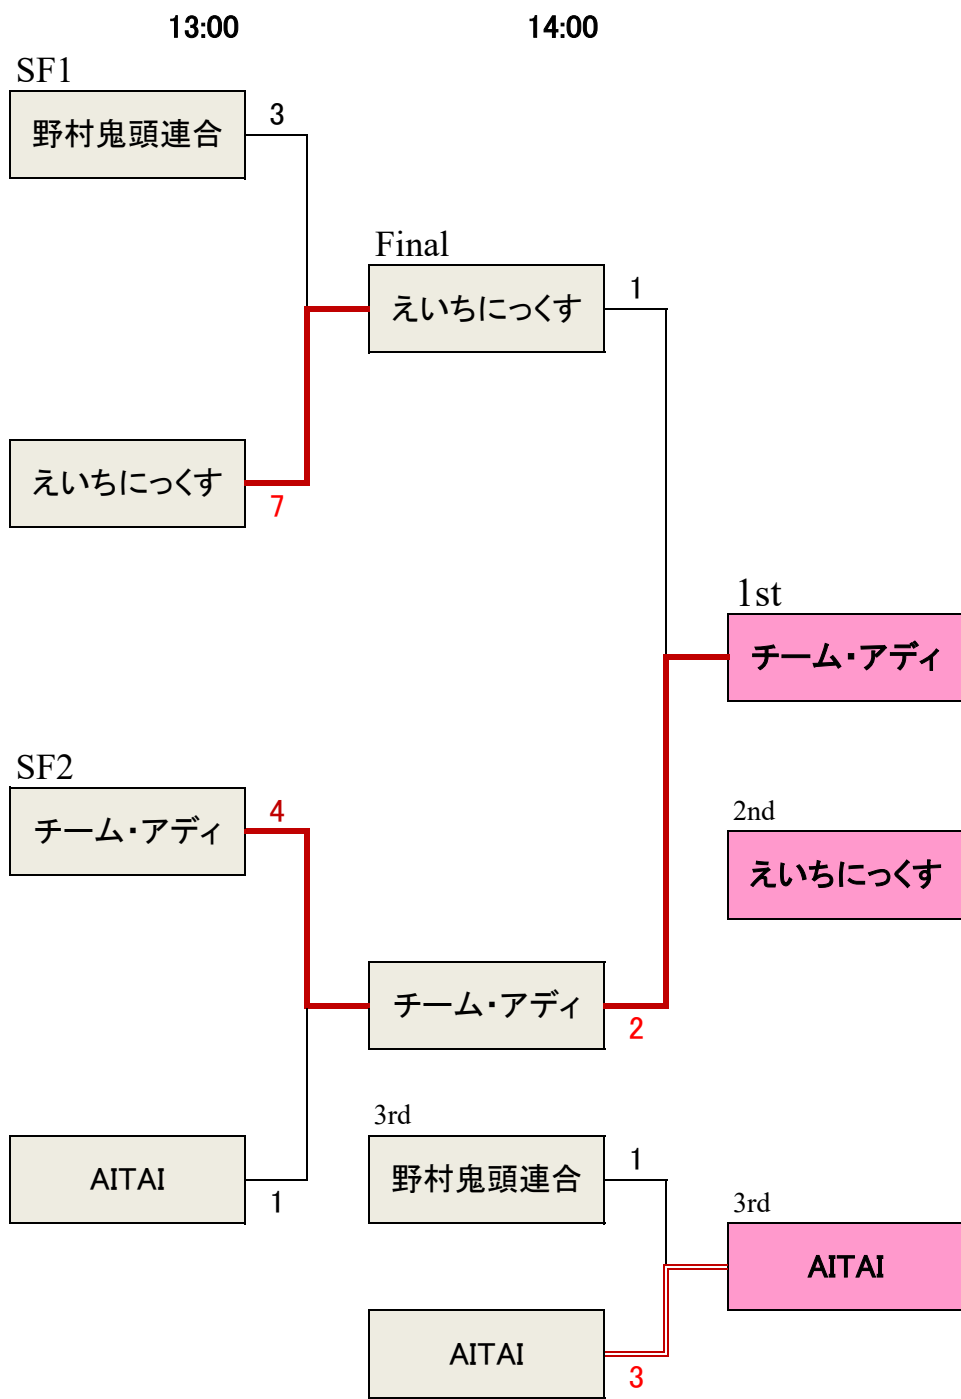 13:00
14:00
SF1
野村鬼頭連合
3
Final
えいちにっくす
1
えいちにっくす
7
1st
チーム・アディ
SF2
チーム・アディ
4
2nd
えいちにっくす
チーム・アディ
2
3rd
野村鬼頭連合
1
AITAI
1
3rd
AITAI
AITAI
3